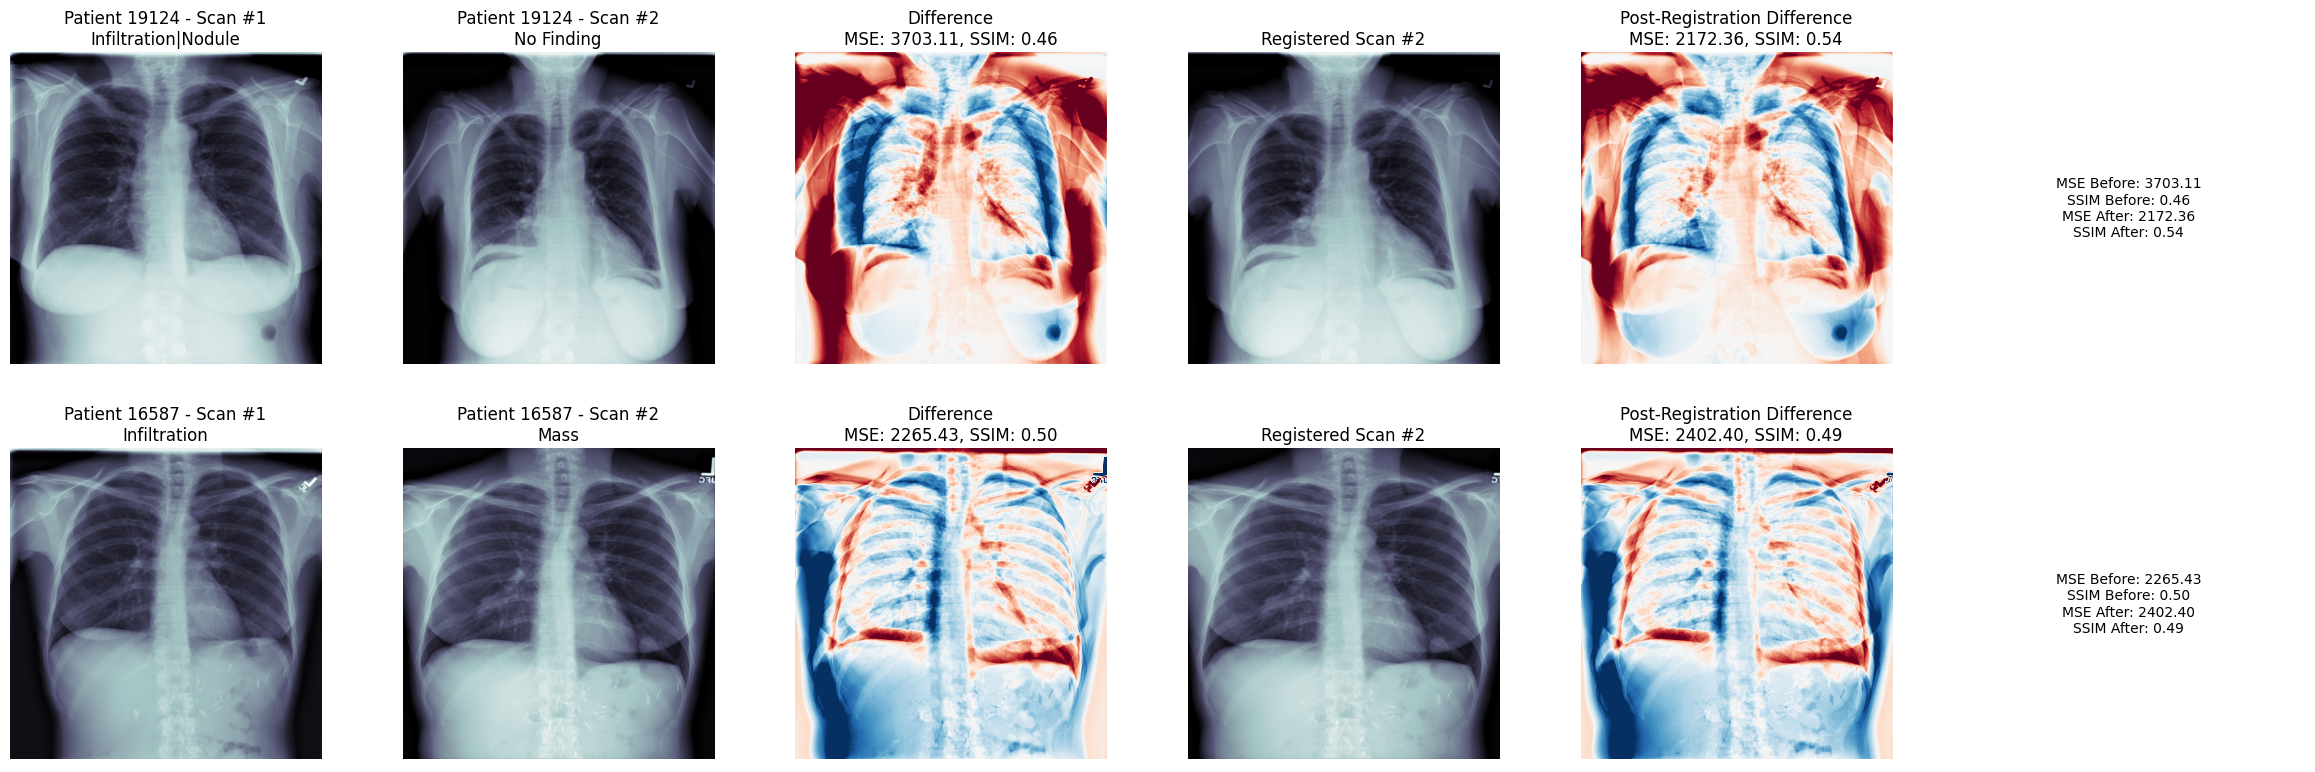 Patient 19124 - Scan #1
Infiltration|Nodule
Patient 19124 - Scan #2
No Finding
Difference
MSE: 3703.11, SSIM: 0.46
Registered Scan #2
Post-Registration Difference
MSE: 2172.36, SSIM: 0.54
L
L
MSE Before: 3703.11
SSIM Before: 0.46
MSE After: 2172.36
SSIM After: 0.54
Patient 16587 - Scan #1
Infiltration
Patient 16587 - Scan #2
Mass
Difference
MSE: 2265.43, SSIM: 0.50
Registered Scan #2
Post-Registration Difference
MSE: 2402.40, SSIM: 0.49
MSE Before: 2265.43
SSIM Before: 0.50
MSE After: 2402.40
SSIM After: 0.49